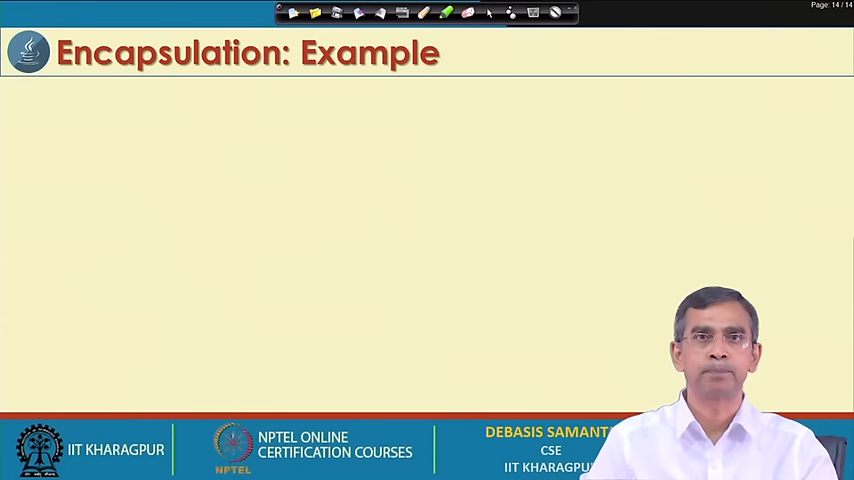 Page: 14 / 14
Encapsulation: Example
IIT KHARAGPUR
NPTEL
NPTEL ONLINE
CERTIFICATION COURSES
DEBASIS SAMANT
CSE
IIT KHARAGPU